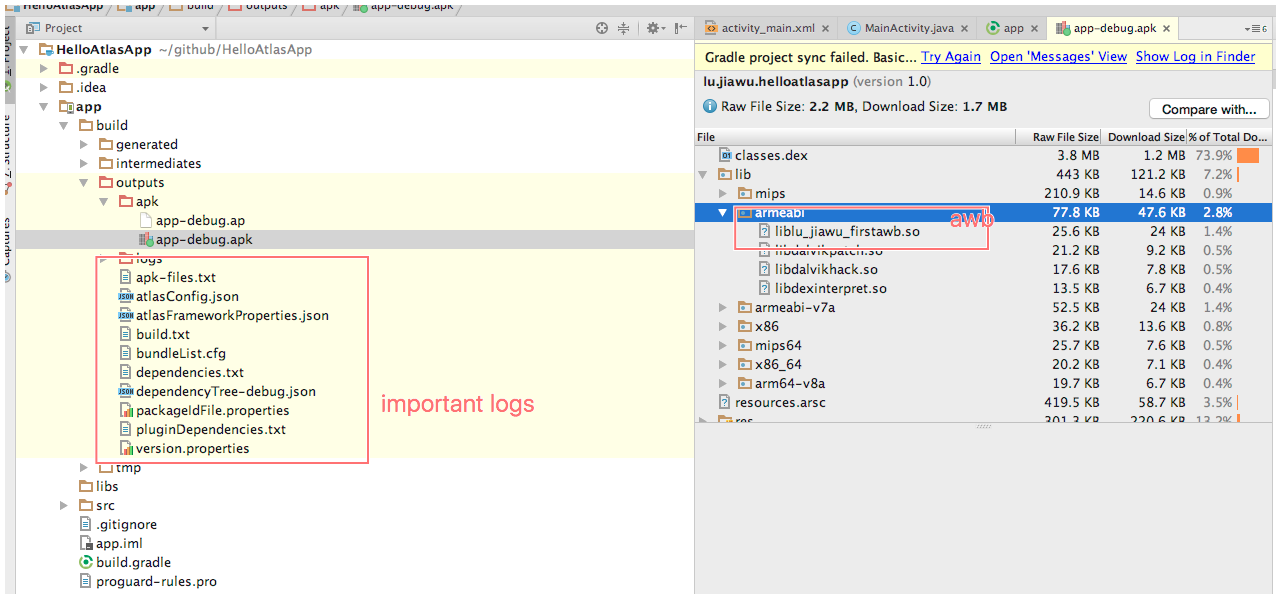 HelloAtlasApp app build outputs apk app-debug.apk
Project
activity_main.xml MainActivity.java app app-debug.apk
6
HelloAtlasApp ~/github/HelloAtlasApp
.gradle
.idea
app
build
generated
intermediates
outputs
apk
app-debug.ap
app-debug.apk
logs
apk-files.txt
atlasConfig.json
atlasFrameworkProperties.json
build.txt
bundleList.cfg
dependencies.txt
dependencyTree-debug.json
packageIdFile.properties
pluginDependencies.txt
version.properties
important logs
tmp
libs
src
.gitignore
app.iml
build.gradle
proguard-rules.pro
Project
Z: Structure
Captures
Gradle project sync failed. Basic... Try Again Open 'Messages' View Show Log in Finder
lu.jiawu.helloatlasapp (version 1.0)
Raw File Size: 2.2 MB, Download Size: 1.7 MB
Compare with...
File Raw File Size Download Size % of Total Do...
classes.dex 3.8 MB 1.2 MB 73.9%
lib 443 KB 121.2 KB 7.2%
mips 210.9 KB 14.6 KB 0.9%
armeabi 77.8 KB 47.6 KB 2.8%
awb
liblu_jiawu_firstawb.so 25.6 KB 24 KB 1.4%
libdalvikpatch.so 21.2 KB 9.2 KB 0.5%
libdalvikhack.so 17.6 KB 7.8 KB 0.5%
libdexinterpret.so 13.5 KB 6.7 KB 0.4%
armeabi-v7a 52.5 KB 24 KB 1.4%
x86 36.2 KB 13.6 KB 0.8%
mips64 25.7 KB 7.6 KB 0.5%
x86_64 20.2 KB 7.1 KB 0.4%
arm64-v8a 19.7 KB 6.7 KB 0.4%
resources.arsc 419.5 KB 58.7 KB 3.5%
res 301.3 KB 220.6 KB 13.2%